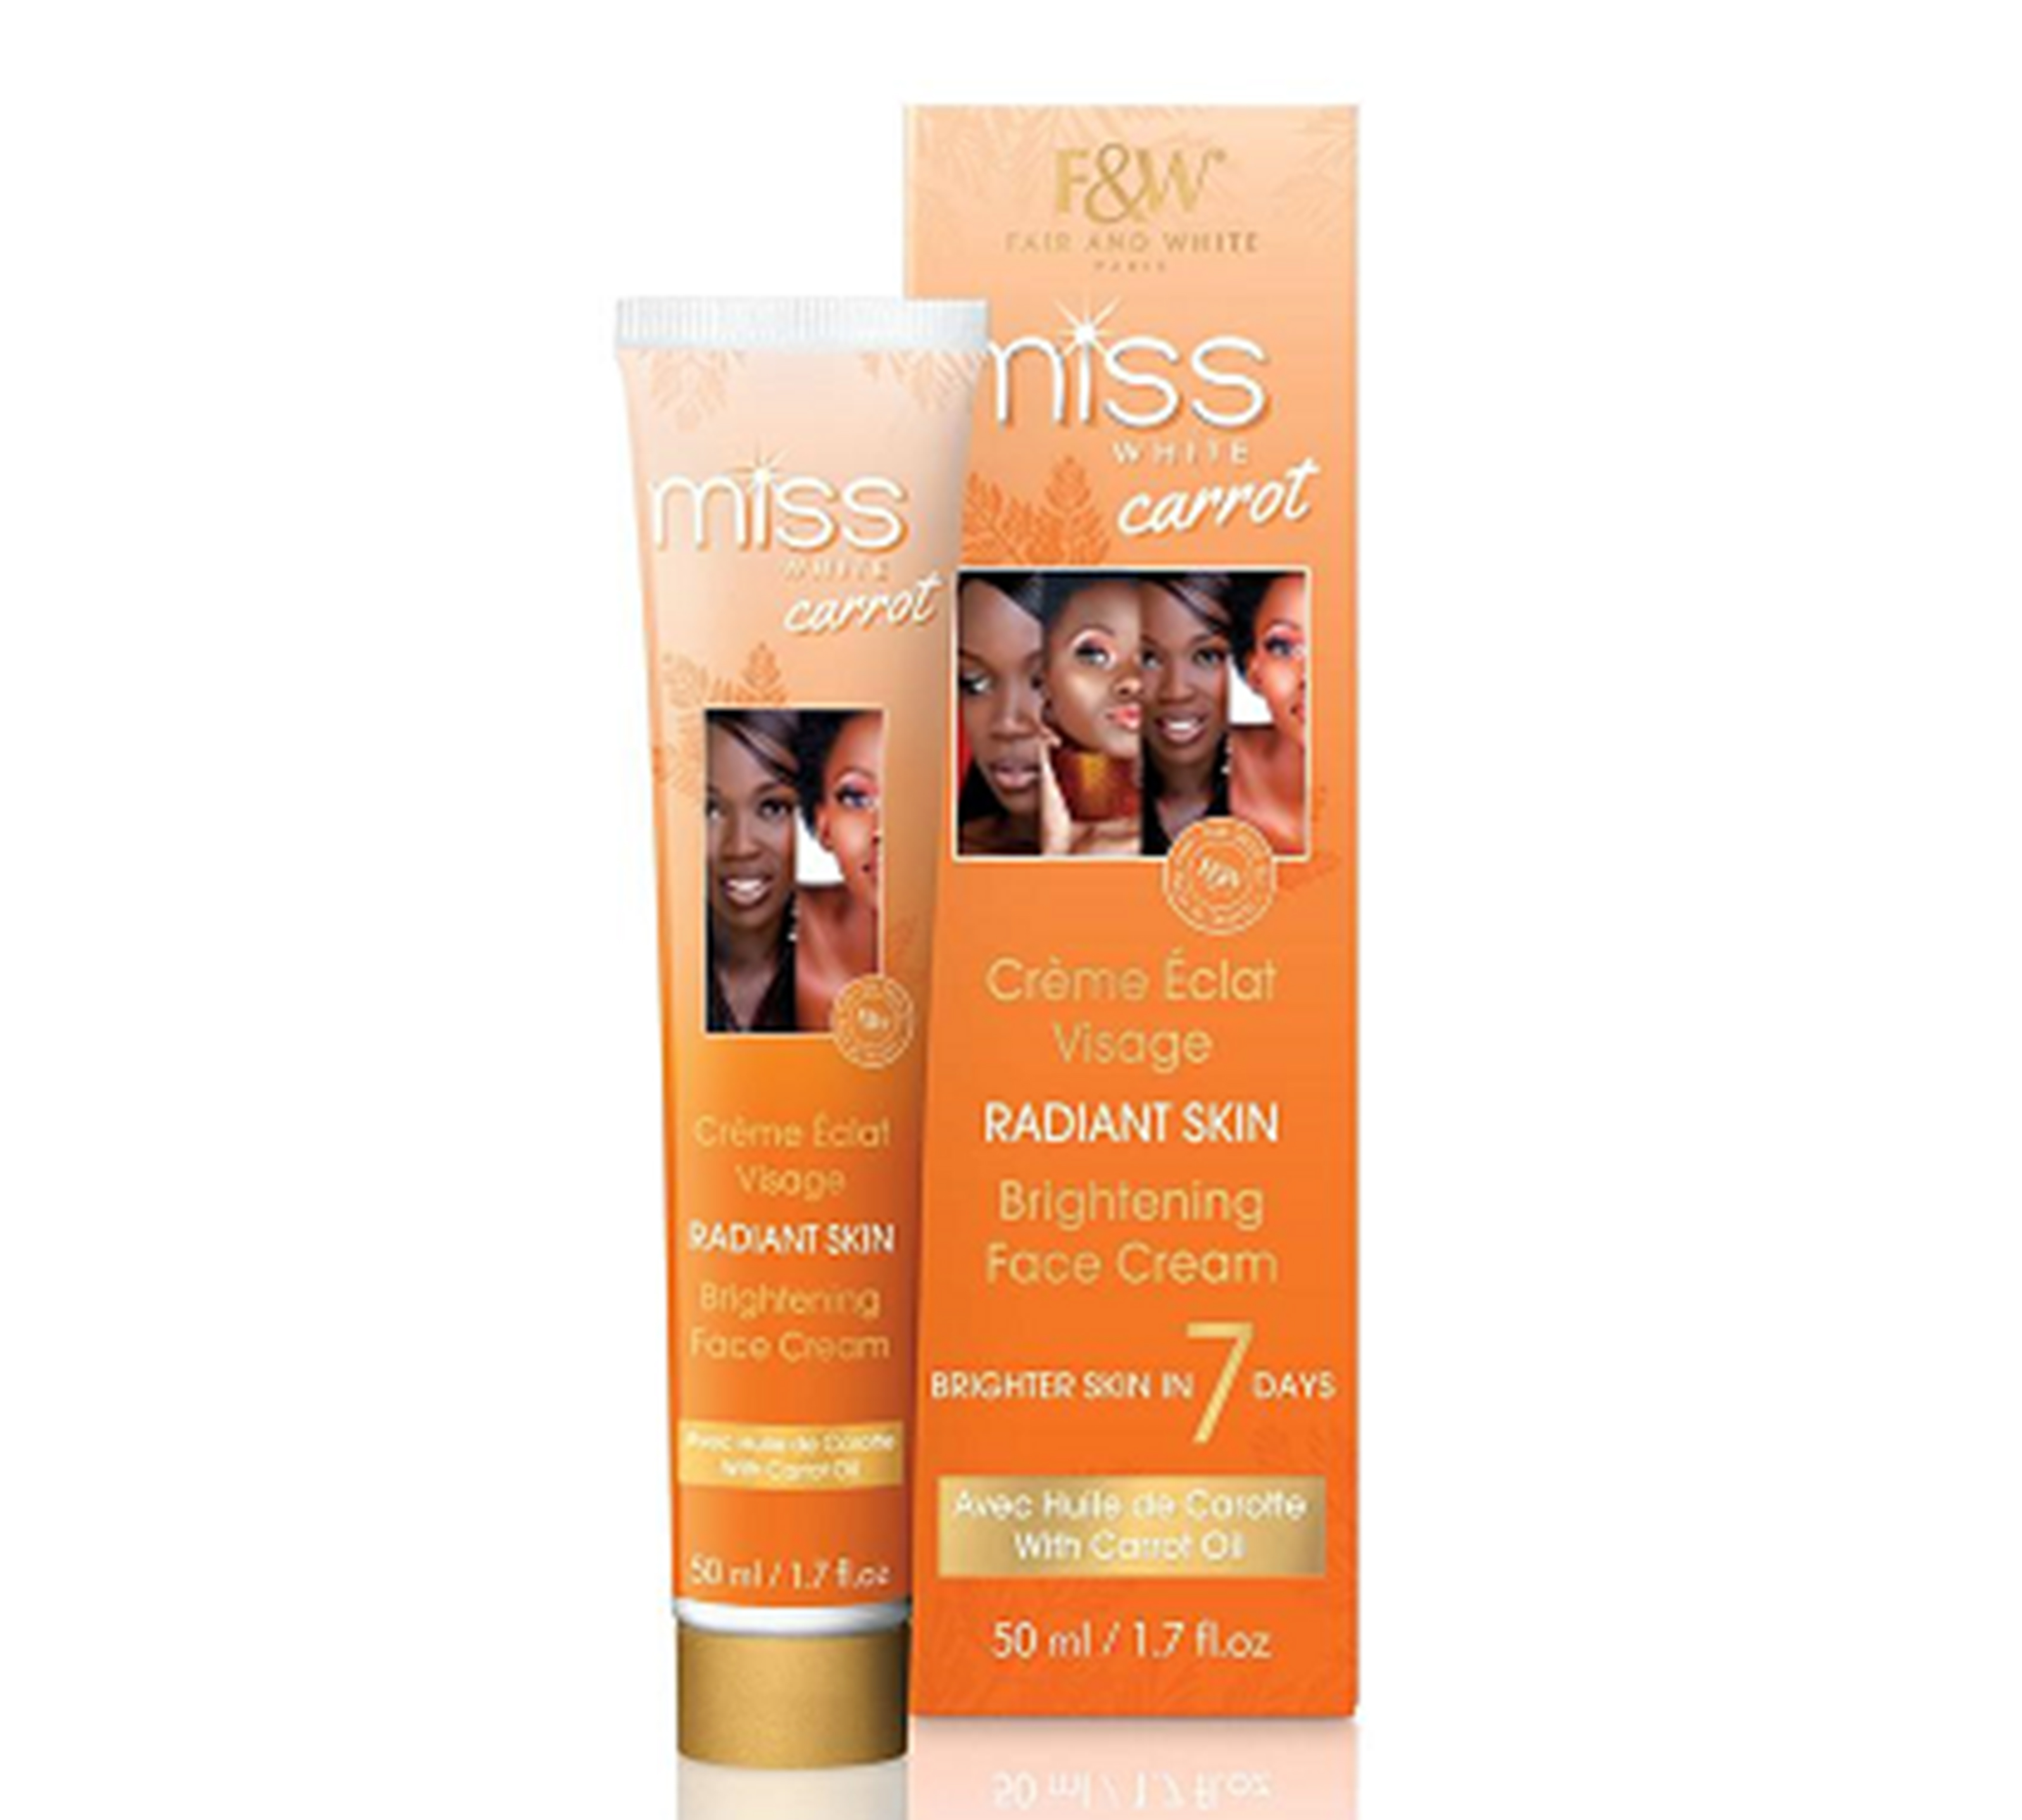 F&W
FAIR AND WHITE
PARIS
miss
WHITE
carrot
Crème Éclat
Visage
RADIANT SKIN
Brightening
Face Cream
BRIGHTER SKIN IN 7 DAYS
Avec Huile de Carotte
With Carrot Oil
50 ml / 1.7 fl.oz
miss
WHITE
carrot
Crème Éclat
Visage
RADIANT SKIN
Brightening
Face Cream
Avec Huile de Carotte
With Carrot Oil
50 ml / 1.7 fl.oz